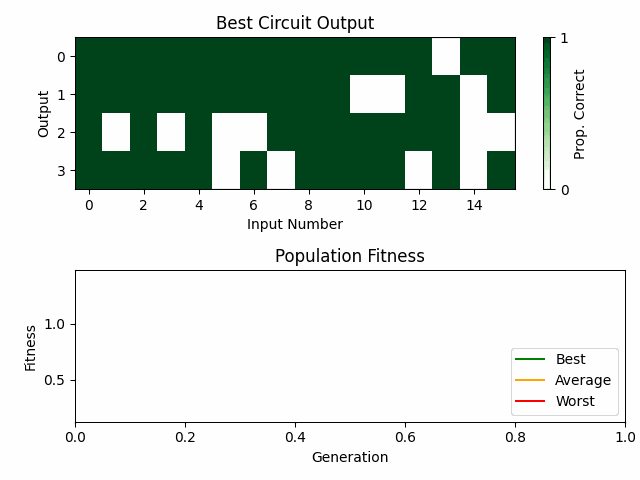 Best Circuit Output
0
1
2
3
Output
0 2 4 6 8 10 12 14
Input Number
1
0
Prop. Correct
Population Fitness
1.0
0.5
Fitness
Best
Average
Worst
0.0 0.2 0.4 0.6 0.8 1.0
Generation